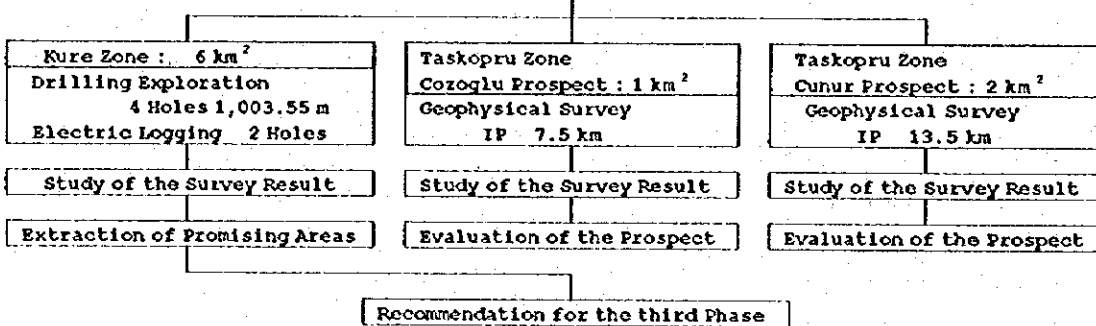 Kure Zone : 6 km²
Drilling Exploration
4 Holes 1,003.55 m
Electric Logging 2 Holes
Study of the Survey Result
Extraction of Promising Areas
Taskopru Zone
Cozoglu Prospect : 1 km²
Geophysical Survey
IP 7.5 km
Study of the Survey Result
Evaluation of the Prospect
Taskopru Zone
Cunur Prospect : 2 km²
Geophysical Survey
IP 13.5 km
Study of the Survey Result
Evaluation of the Prospect
Recommendation for the third Phase